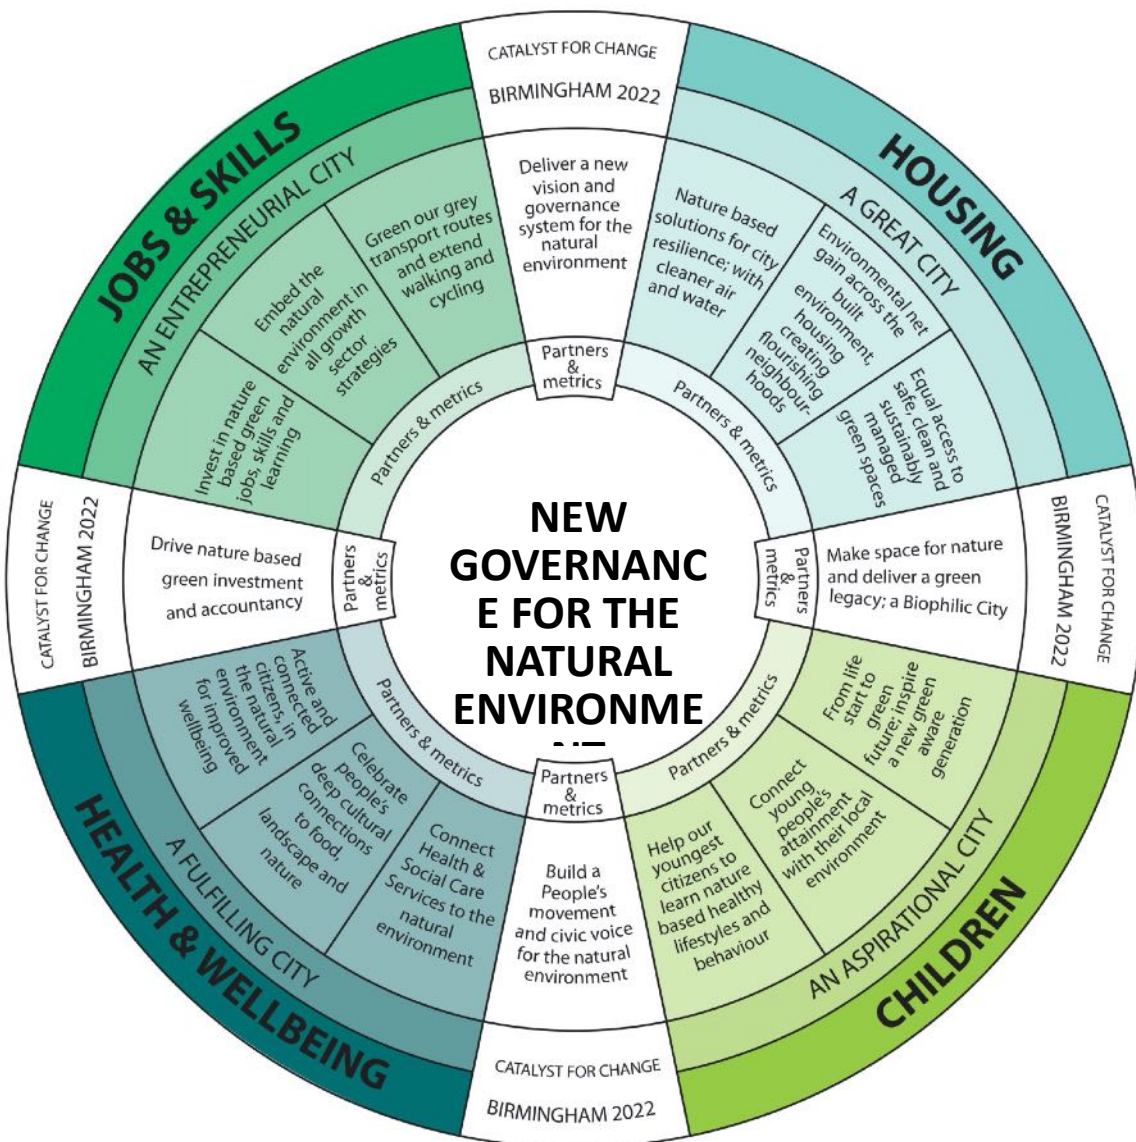 CATALYST FOR CHANGE
BIRMINGHAM 2022
Deliver a new
vision and
governance
system for the
natural
environment
Partners
&
metrics
HOUSING
A GREAT CITY
Nature based
solutions for city
resilience; with
cleaner air
and water
Environmental net
gain across the
built
environment,
housing
creating
flourishing
neighbour-
hoods
Equal access to
safe, clean and
sustainably
managed
green spaces
Partners & metrics
CATALYST FOR CHANGE
BIRMINGHAM 2022
Make space for nature
and deliver a green
legacy; a Biophilic City
Partners
&
metrics
CHILDREN
AN ASPIRATIONAL CITY
From life
start to
green
future; inspire
a new green
aware
generation
Connect
young
people's
attainment
with their local
environment
Help our
youngest
citizens to
learn nature
based healthy
lifestyles and
behaviour
Partners & metrics
CATALYST FOR CHANGE
BIRMINGHAM 2022
Build a
People's
movement
and civic voice
for the natural
environment
Partners
&
metrics
HEALTH & WELLBEING
A FULFILLING CITY
Connect
Health &
Social Care
Services to the
natural
environment
Celebrate
people's
deep cultural
connections
to food,
landscape and
nature
Active and
connected
citizens, in
the natural
environment
for improved
wellbeing
Partners & metrics
CATALYST FOR CHANGE
BIRMINGHAM 2022
Drive nature based
green investment
and accountancy
Partners
&
metrics
JOBS & SKILLS
AN ENTREPRENEURIAL CITY
Invest in nature
based green
jobs, skills and
learning
Embed the
natural
environment in
all growth
sector
strategies
Green our grey
transport routes
and extend
walking and
cycling
Partners & metrics
NEW
GOVERNANC
E FOR THE
NATURAL
ENVIRONME